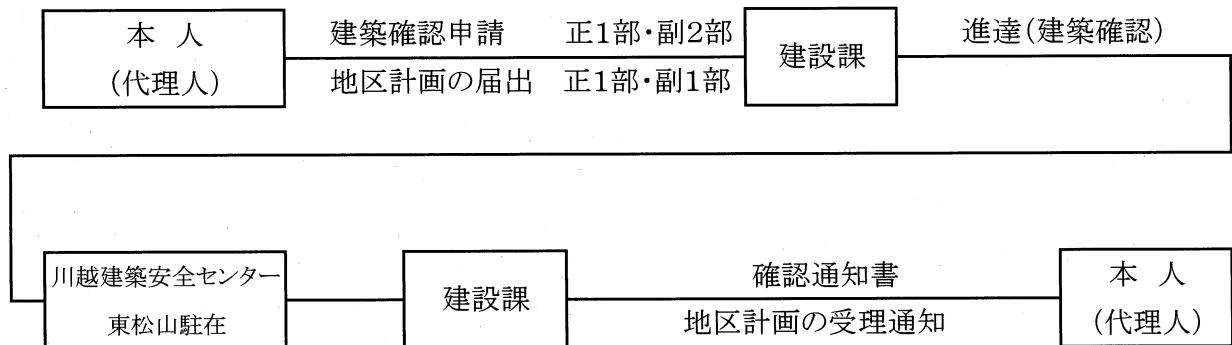 本 人
(代理人)
建築確認申請 正1部・副2部
地区計画の届出 正1部・副1部
建設課
進達(建築確認)
川越建築安全センター
東松山駐在
建設課
確認通知書
地区計画の受理通知
本 人
(代理人)